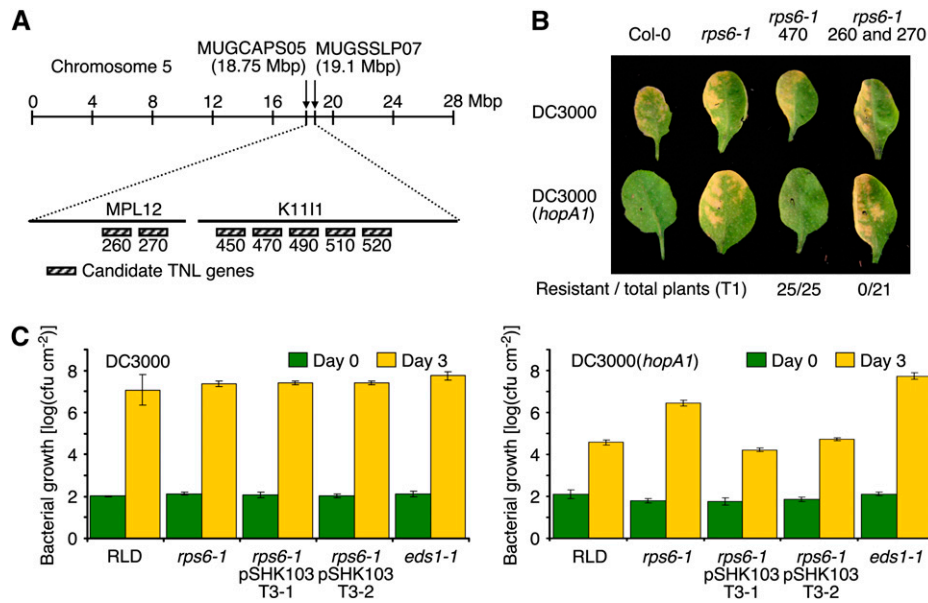 A
MUGCAPS05 MUGSSLP07
Chromosome 5 (18.75 Mbp) (19.1 Mbp)
0 4 8 12 16 20 24 28 Mbp
MPL12 K11I1
260 270 450 470 490 510 520
Candidate TNL genes
B
rps6-1 rps6-1
Col-0 rps6-1 470 260 and 270
DC3000
DC3000
(hopA1)
Resistant / total plants (T1) 25/25 0/21
C
Bacterial growth [log(cfu cm-2)]
DC3000 Day 0 Day 3
8
6
4
2
0
RLD rps6-1 rps6-1 rps6-1 eds1-1
pSHK103 pSHK103
T3-1 T3-2
Bacterial growth [log(cfu cm-2)]
DC3000(hopA1) Day 0 Day 3
8
6
4
2
0
RLD rps6-1 rps6-1 rps6-1 eds1-1
pSHK103 pSHK103
T3-1 T3-2